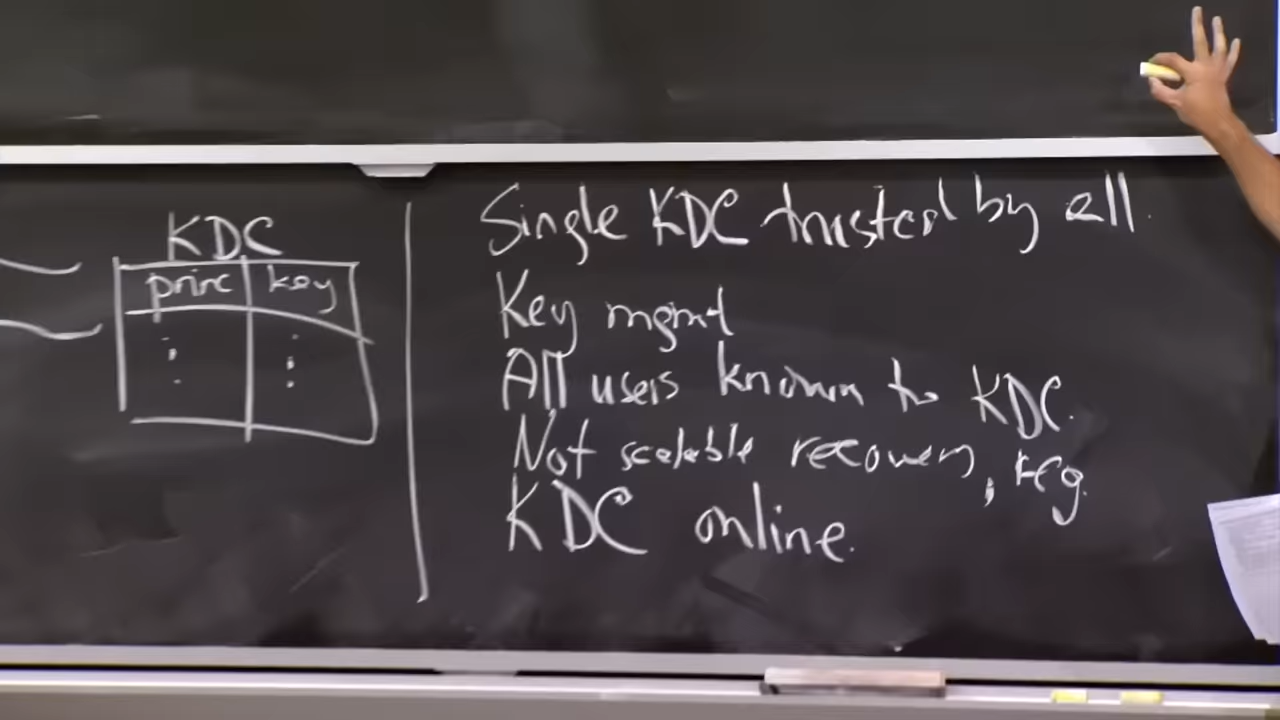 KDC
princ key
Single KDC trusted by all.
Key mgmt
All users known to KDC.
Not scalable recovery, reg.
KDC online.